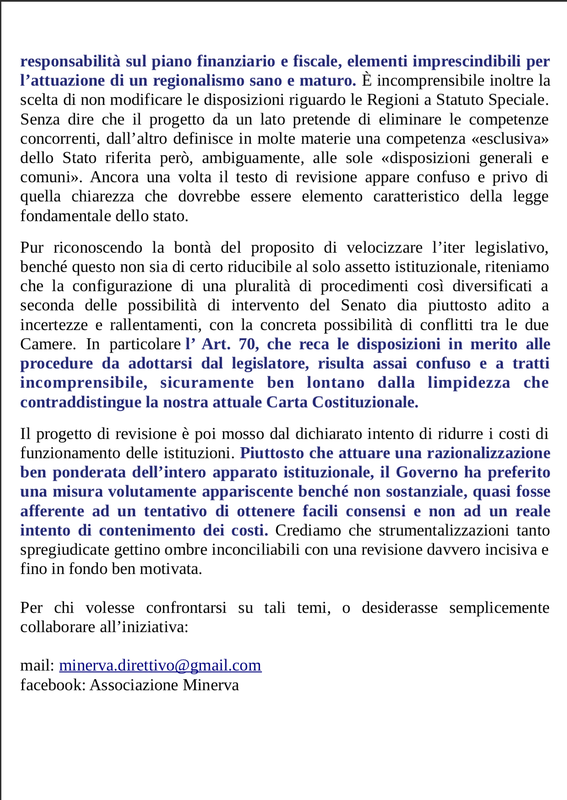 responsabilità sul piano finanziario e fiscale, elementi imprescindibili per
l’attuazione di un regionalismo sano e maturo. È incomprensibile inoltre la
scelta di non modificare le disposizioni riguardo le Regioni a Statuto Speciale.
Senza dire che il progetto da un lato pretende di eliminare le competenze
concorrenti, dall’altro definisce in molte materie una competenza «esclusiva»
dello Stato riferita però, ambiguamente, alle sole «disposizioni generali e
comuni». Ancora una volta il testo di revisione appare confuso e privo di
quella chiarezza che dovrebbe essere elemento caratteristico della legge
fondamentale dello stato.
Pur riconoscendo la bontà del proposito di velocizzare l’iter legislativo,
benché questo non sia di certo riducibile al solo assetto istituzionale, riteniamo
che la configurazione di una pluralità di procedimenti così diversificati a
seconda delle possibilità di intervento del Senato dia piuttosto adito a
incertezze e rallentamenti, con la concreta possibilità di conflitti tra le due
Camere. In particolare l’ Art. 70, che reca le disposizioni in merito alle
procedure da adottarsi dal legislatore, risulta assai confuso e a tratti
incomprensibile, sicuramente ben lontano dalla limpidezza che
contraddistingue la nostra attuale Carta Costituzionale.
Il progetto di revisione è poi mosso dal dichiarato intento di ridurre i costi di
funzionamento delle istituzioni. Piuttosto che attuare una razionalizzazione
ben ponderata dell’intero apparato istituzionale, il Governo ha preferito
una misura volutamente appariscente benché non sostanziale, quasi fosse
afferente ad un tentativo di ottenere facili consensi e non ad un reale
intento di contenimento dei costi. Crediamo che strumentalizzazioni tanto
spregiudicate gettino ombre inconciliabili con una revisione davvero incisiva e
fino in fondo ben motivata.
Per chi volesse confrontarsi su tali temi, o desiderasse semplicemente
collaborare all’iniziativa:
mail: minerva.direttivo@gmail.com
facebook: Associazione Minerva